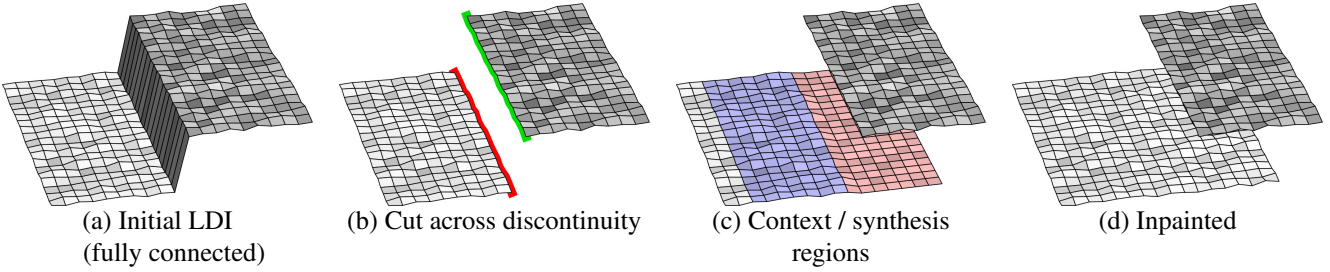 (a) Initial LDI
(fully connected)
(b) Cut across discontinuity
(c) Context / synthesis
regions
(d) Inpainted